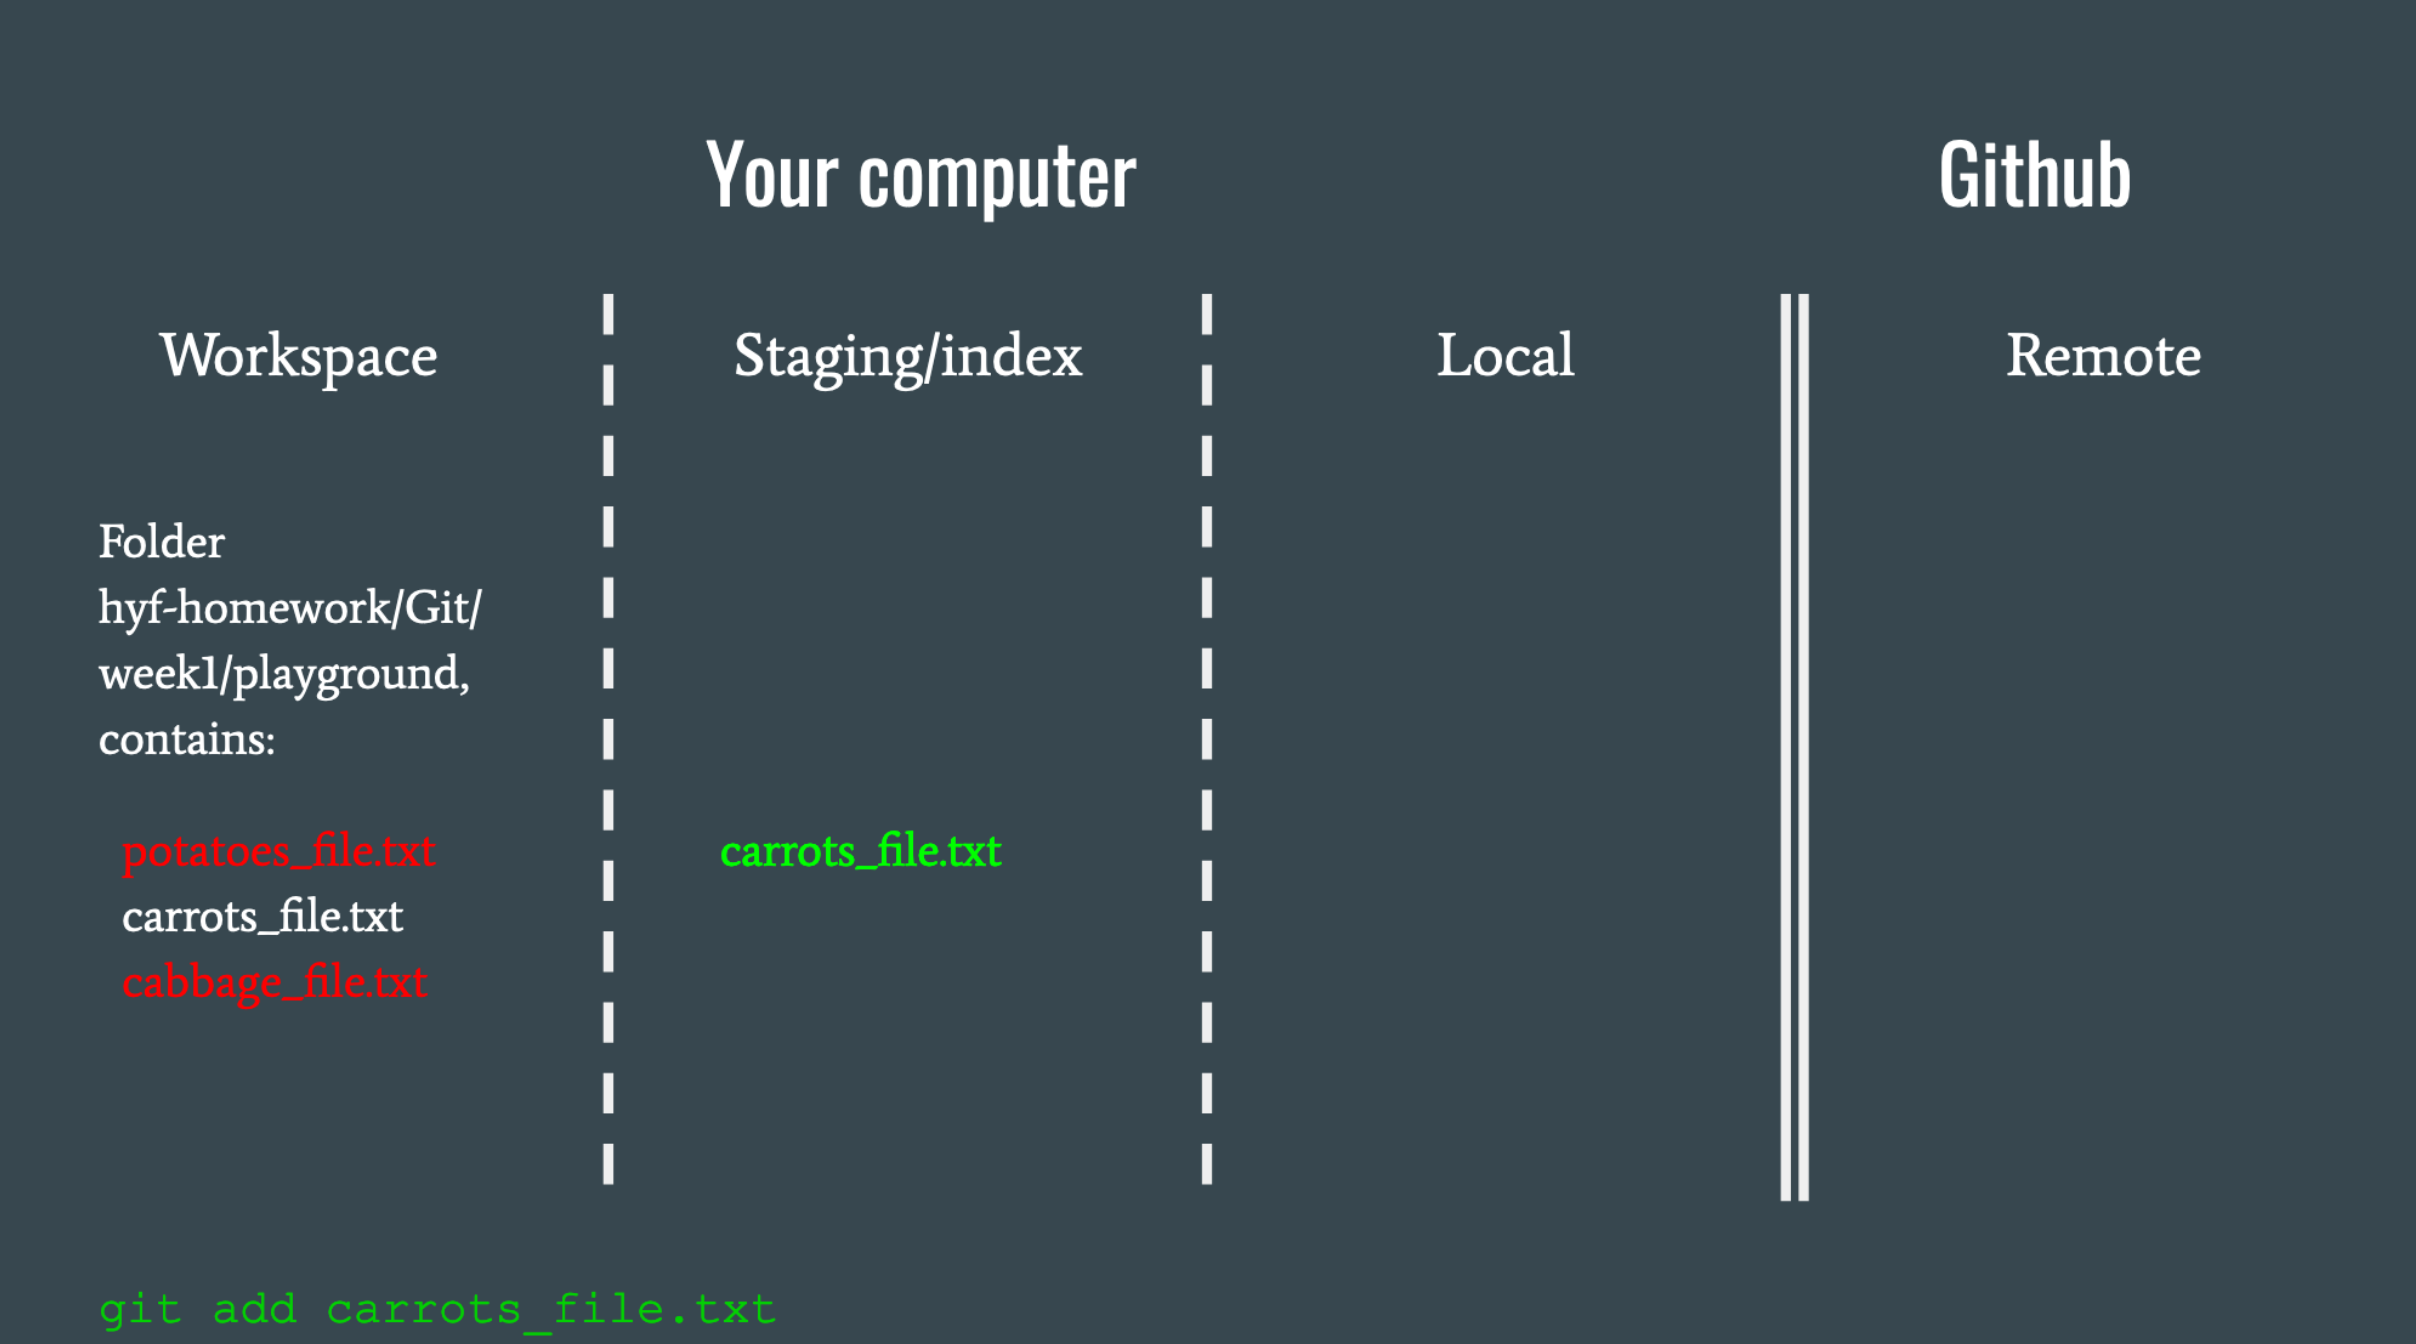 Your computer
Github
Workspace
Staging/index
Local
Remote
Folder
hyf-homework/Git/
week1/playground,
contains:
potatoes_file.txt
carrots_file.txt
cabbage_file.txt
carrots_file.txt
git add carrots_file.txt